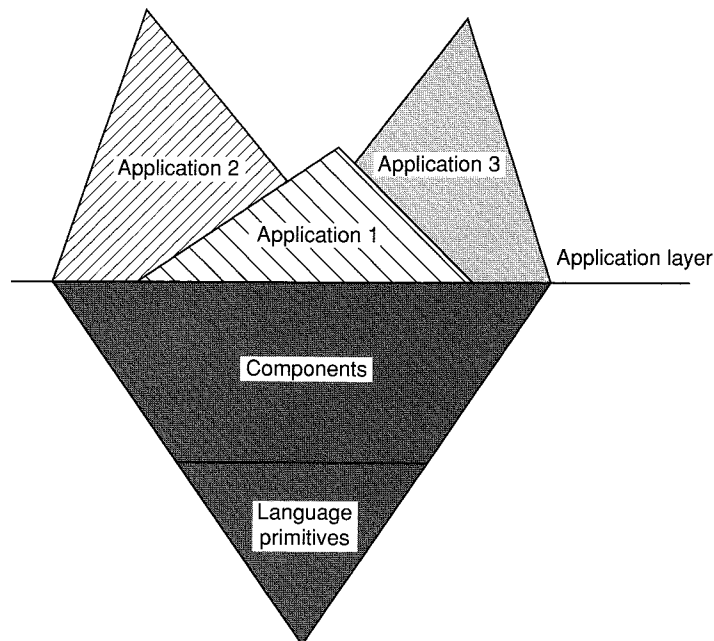 Application 2
Application 3
Application 1
Application layer
Components
Language
primitives